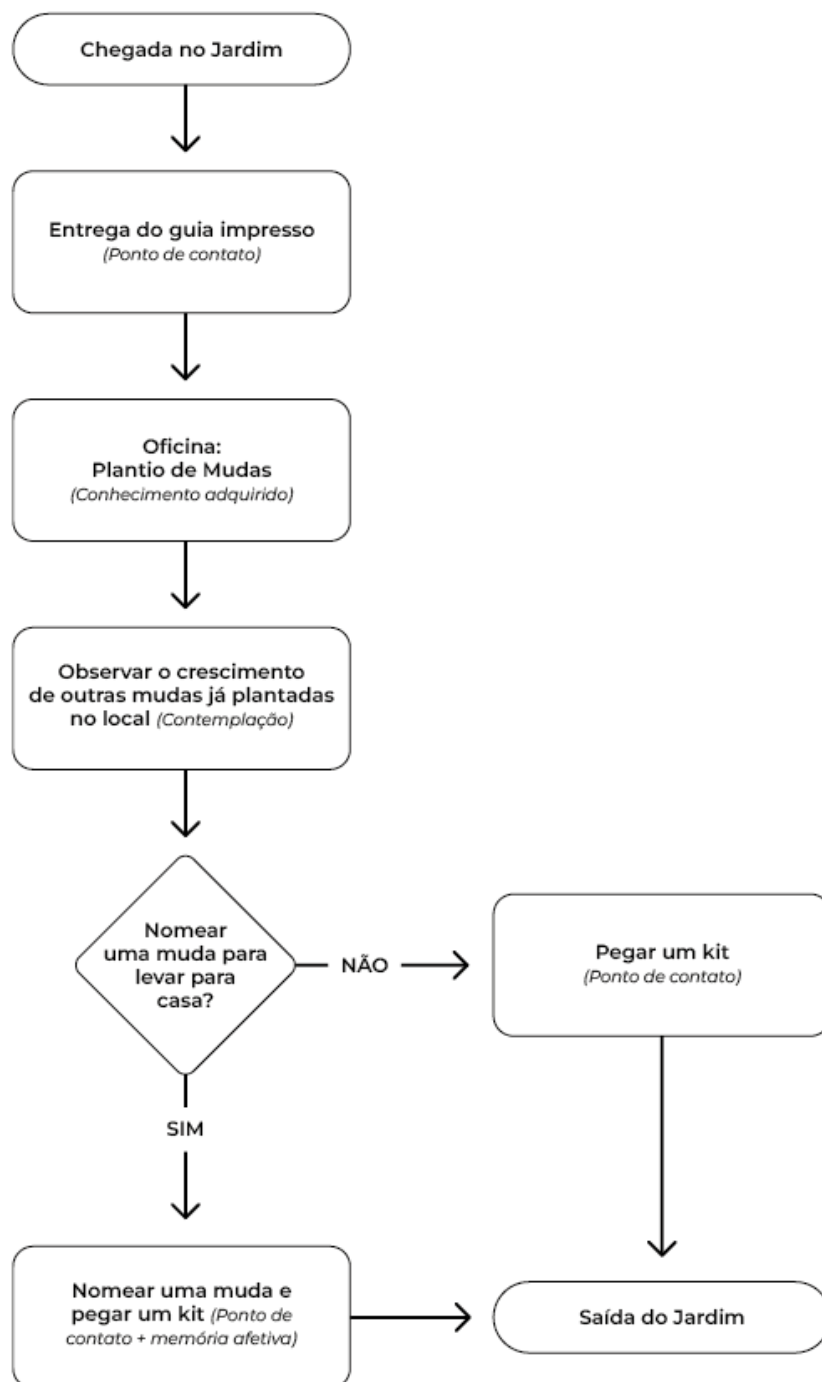 Chegada no Jardim
Entrega do guia impresso
(Ponto de contato)
Oficina:
Plantio de Mudas
(Conhecimento adquirido)
Observar o crescimento
de outras mudas já plantadas
no local (Contemplação)
Nomear
uma muda para
levar para
casa?
NÃO
Pegar um kit
(Ponto de contato)
SIM
Nomear uma muda e
pegar um kit (Ponto de
contato + memória afetiva)
Saída do Jardim